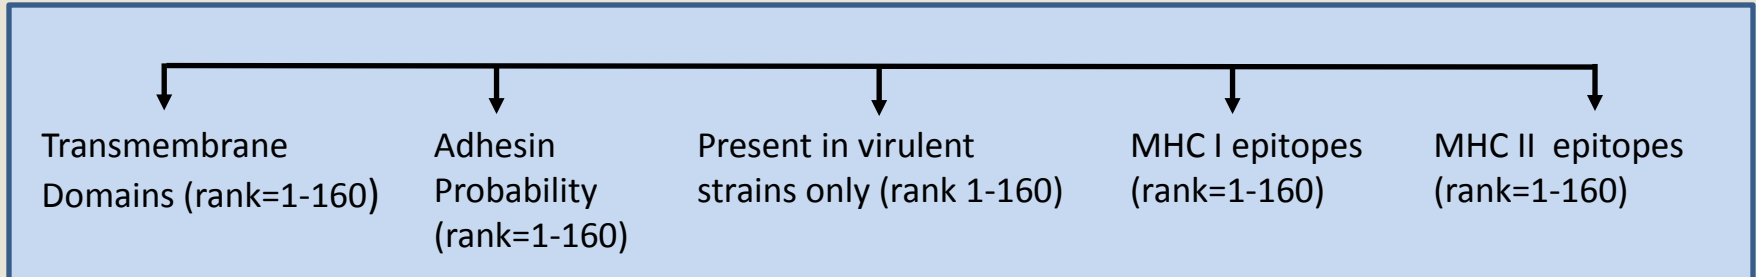 Transmembrane
Domains (rank=1-160)
Adhesin
Probability
(rank=1-160)
Present in virulent
strains only (rank 1-160)
MHC I epitopes
(rank=1-160)
MHC II  epitopes
(rank=1-160)